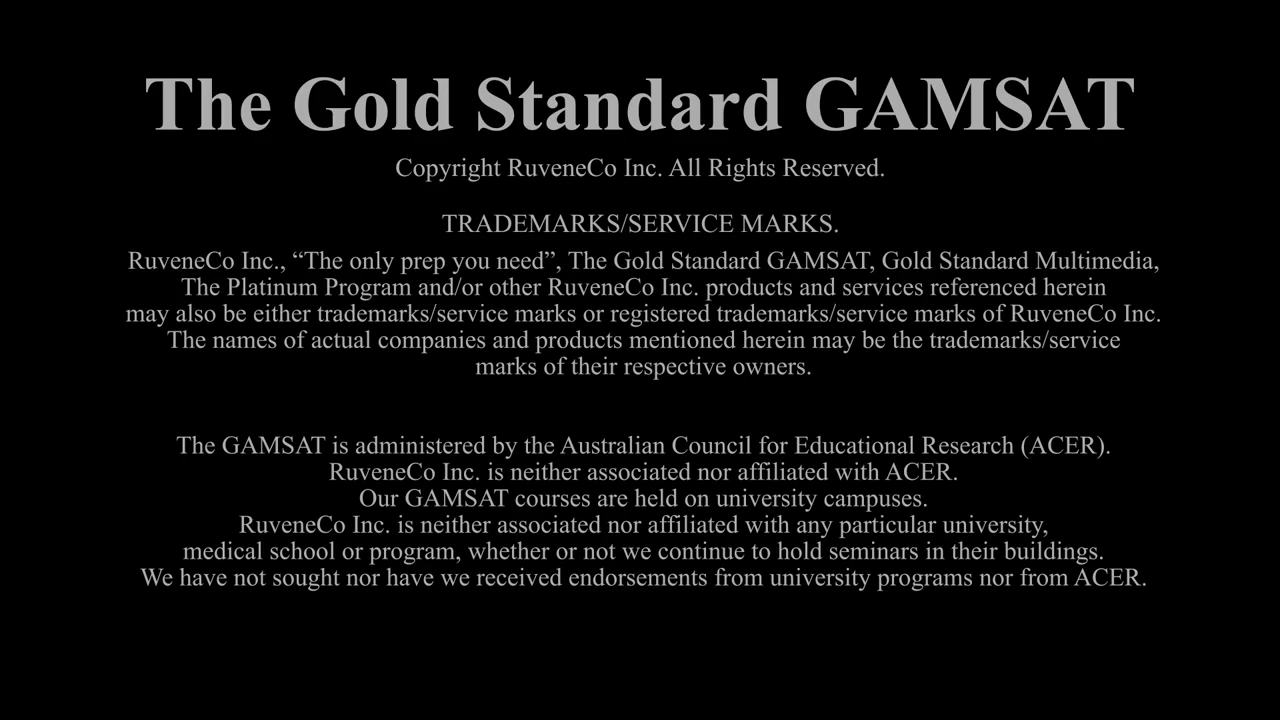 The Gold Standard GAMSAT
Copyright RuveneCo Inc. All Rights Reserved.
TRADEMARKS/SERVICE MARKS.
RuveneCo Inc., “The only prep you need”, The Gold Standard GAMSAT, Gold Standard Multimedia,
The Platinum Program and/or other RuveneCo Inc. products and services referenced herein
may also be either trademarks/service marks or registered trademarks/service marks of RuveneCo Inc.
The names of actual companies and products mentioned herein may be the trademarks/service
marks of their respective owners.
The GAMSAT is administered by the Australian Council for Educational Research (ACER).
RuveneCo Inc. is neither associated nor affiliated with ACER.
Our GAMSAT courses are held on university campuses.
RuveneCo Inc. is neither associated nor affiliated with any particular university,
medical school or program, whether or not we continue to hold seminars in their buildings.
We have not sought nor have we received endorsements from university programs nor from ACER.